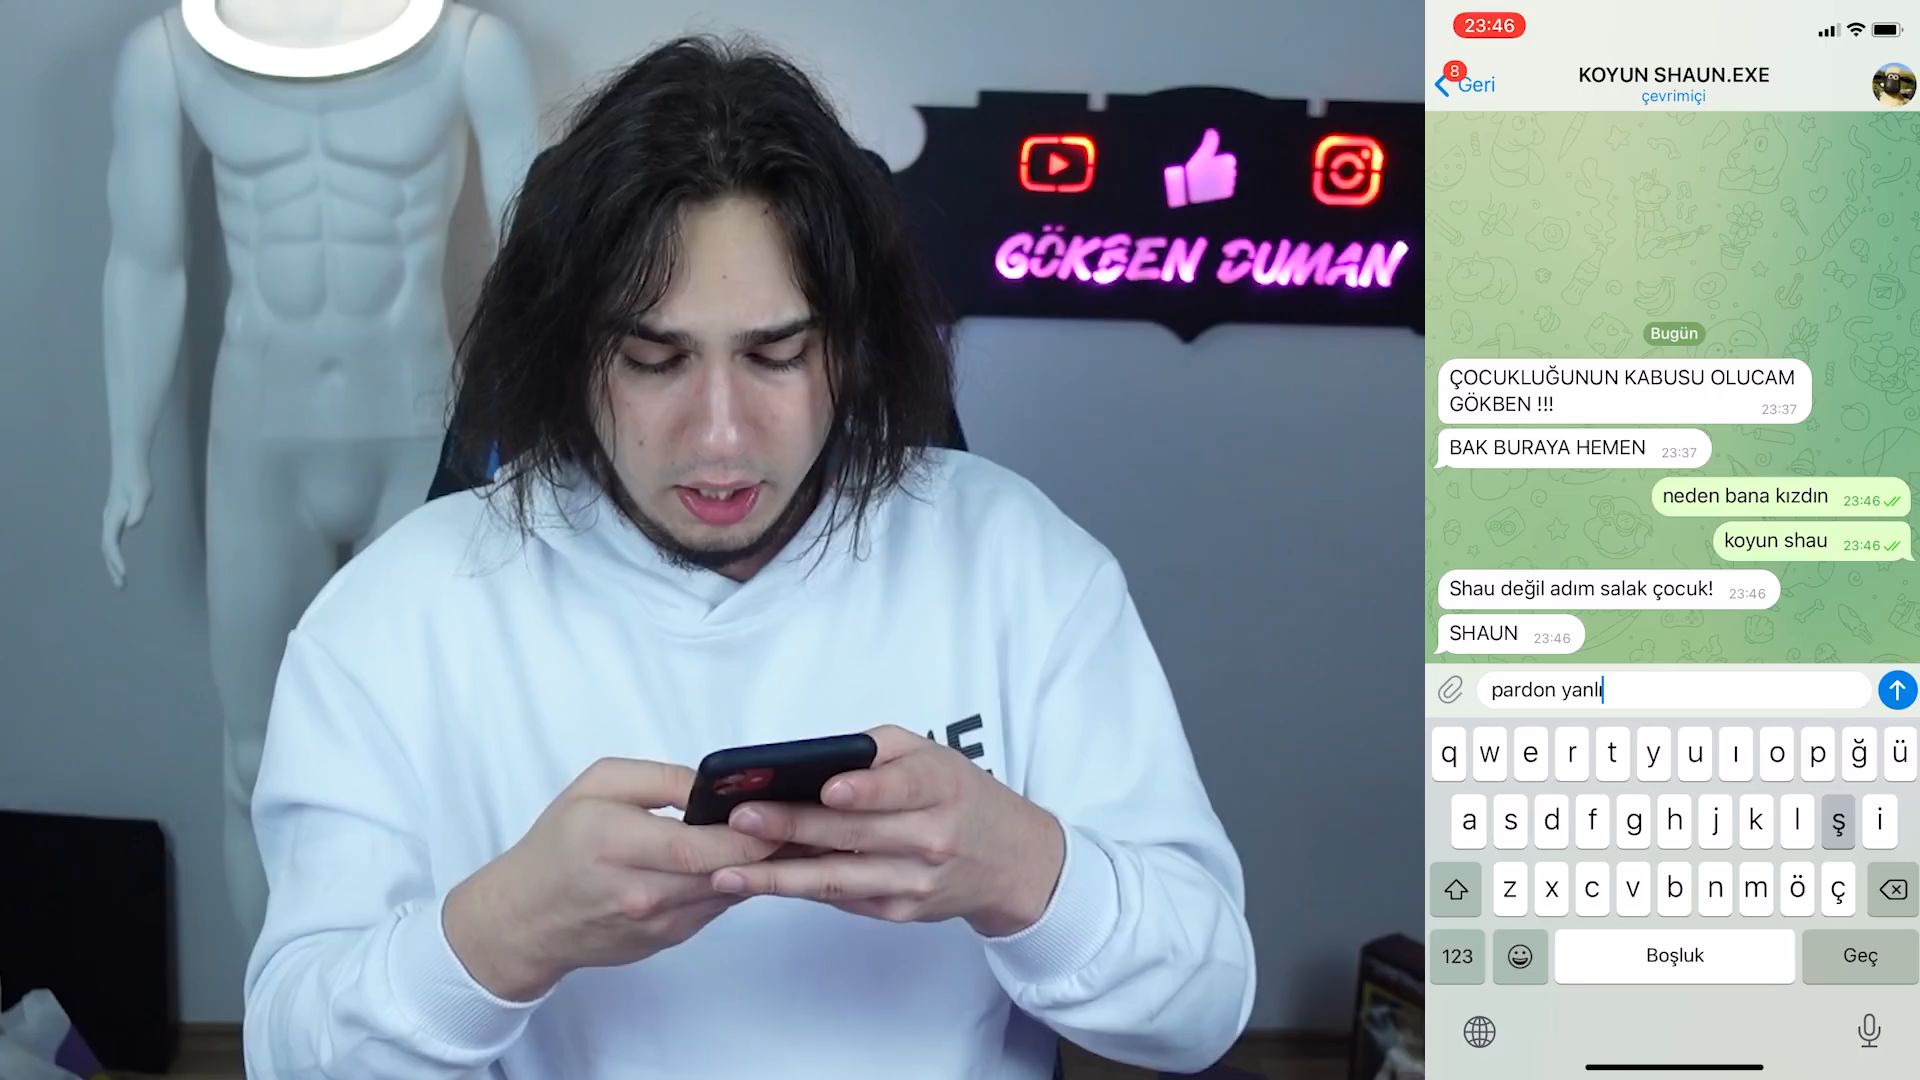 GÖKBEN DUMAN
23:46
8
Geri
KOYUN SHAUN.EXE
çevrimiçi
Bugün
ÇOCUKLUĞUNUN KABUSU OLUCAM
GÖKBEN !!!
23:37
BAK BURAYA HEMEN 23:37
neden bana kızdın 23:46
koyun shau 23:46
Shau değil adım salak çocuk! 23:46
SHAUN 23:46
pardon yanlı
q w e r t y u ı o p ğ ü
a s d f g h j k l ş i
z x c v b n m ö ç
123 Boşluk Geç